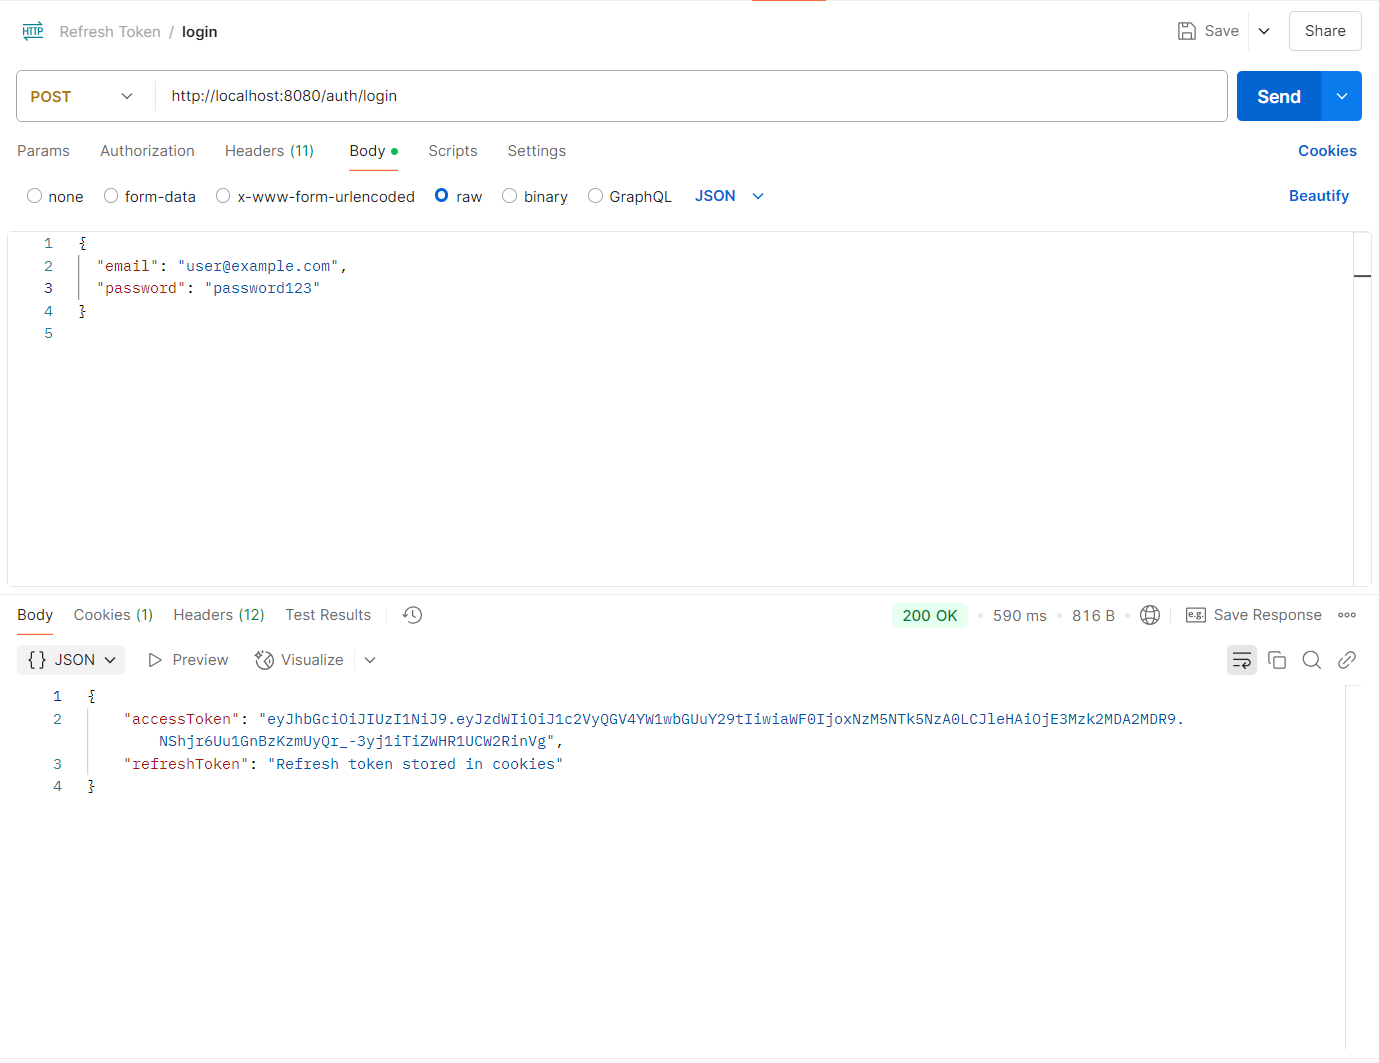 HTTP Refresh Token / login Save Share
POST http://localhost:8080/auth/login Send
Params Authorization Headers (11) Body Scripts Settings Cookies
none form-data x-www-form-urlencoded raw binary GraphQL JSON Beautify
1 {
2 "email": "user@example.com",
3 "password": "password123"
4 }
5
Body Cookies (1) Headers (12) Test Results 200 OK 590 ms 816 B e.g. Save Response
{} JSON Preview Visualize
1 {
2 "accessToken": "eyJhbGciOiJIUzI1NiJ9.eyJzdWIiOiJ1c2VyQGV4YW1wbGUuY29tIiwiaWF0IjoxNzM5NTk5NzA0LCJleHAiOjE3Mzk2MDA2MDR9.
NShjr6Uu1GnBzKzmUyQr_-3yj1iTiZWHR1UCW2RinVg",
3 "refreshToken": "Refresh token stored in cookies"
4 }